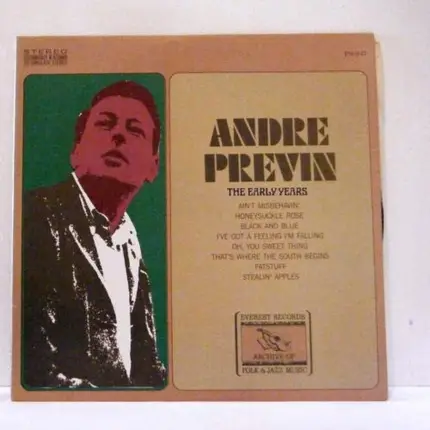 STEREO
ANDRE
PREVIN
THE EARLY YEARS
AIN'T MISBEHAVIN'
HONEYSUCKLE ROSE
BLACK AND BLUE
I'VE GOT A FEELING I'M FALLING
OH, YOU SWEET THING
THAT'S WHERE THE SOUTH BEGINS
FATSTUFF
STEALIN' APPLES
EVEREST RECORDS
ARCHIVE OF
FOLK & JAZZ MUSIC